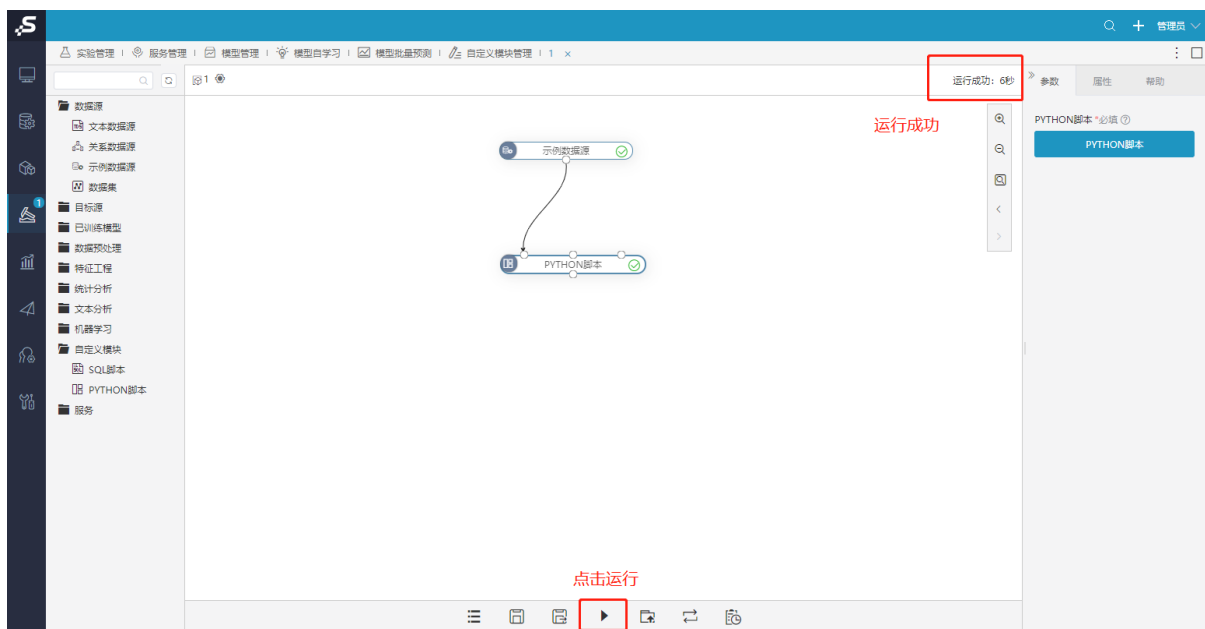 管理员
实验管理 服务管理 模型管理 模型自学习 模型批量预测 自定义模块管理 1 ×
1
运行成功: 6秒
参数 属性 帮助
数据源
文本数据源
关系数据源
示例数据源
数据集
目标源
已训练模型
数据预处理
特征工程
统计分析
文本分析
机器学习
自定义模块
SQL脚本
PYTHON脚本
服务
1
运行成功
示例数据源
PYTHON脚本
PYTHON脚本 *必填
PYTHON脚本
点击运行